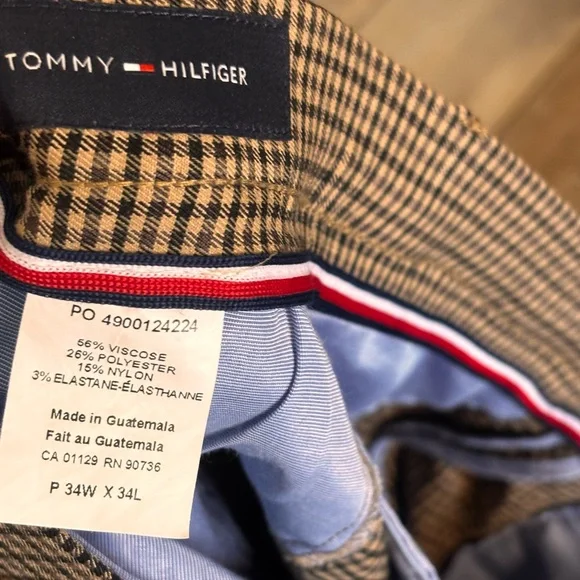 TOMMY HILFIGER
PO 4900124224
56% VISCOSE
26% POLYESTER
15% NYLON
3% ELASTANE-ÉLASTHANNE
Made in Guatemala
Fait au Guatemala
CA 01129 RN 90736
P 34W X 34L